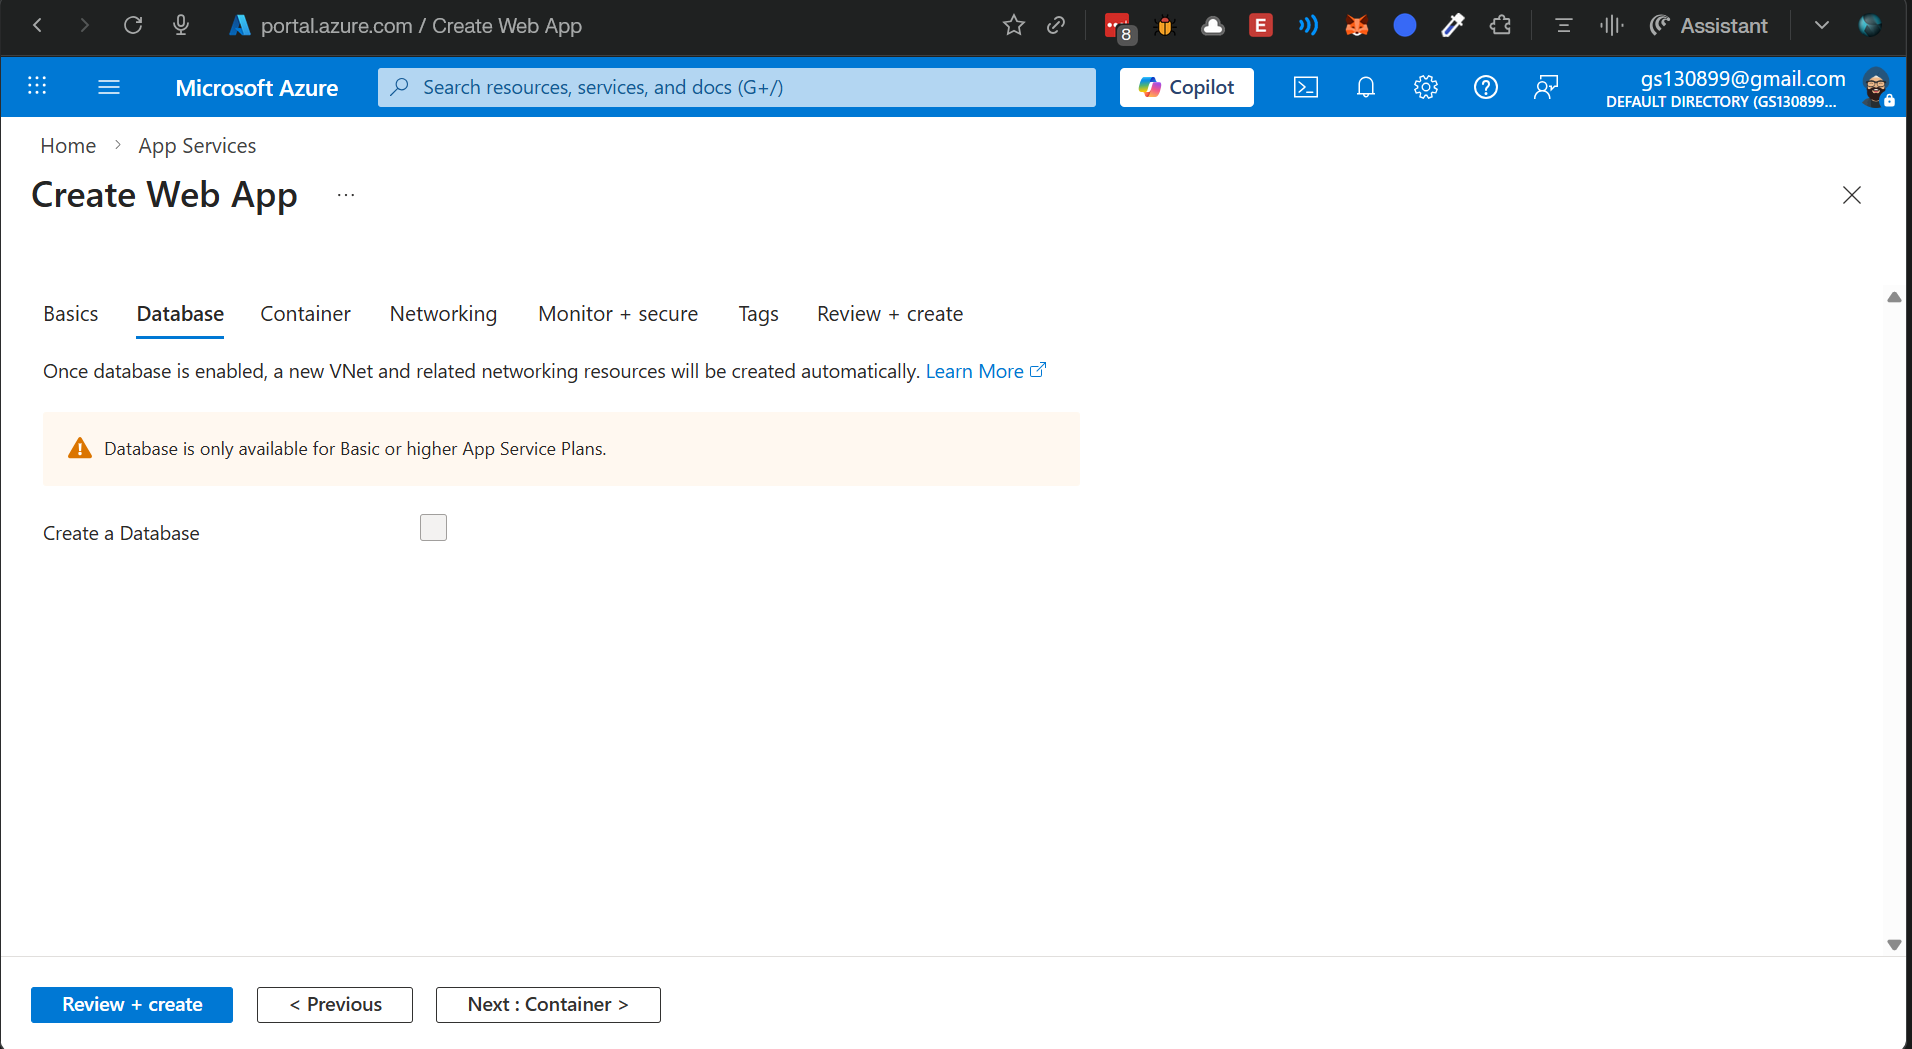 portal.azure.com / Create Web App
8
E
Assistant
Microsoft Azure
Search resources, services, and docs (G+/)
Copilot
gs130899@gmail.com
DEFAULT DIRECTORY (GS130899...
Home > App Services
Create Web App ...
Basics Database Container Networking Monitor + secure Tags Review + create
Once database is enabled, a new VNet and related networking resources will be created automatically. Learn More
Database is only available for Basic or higher App Service Plans.
Create a Database
Review + create
< Previous
Next : Container >